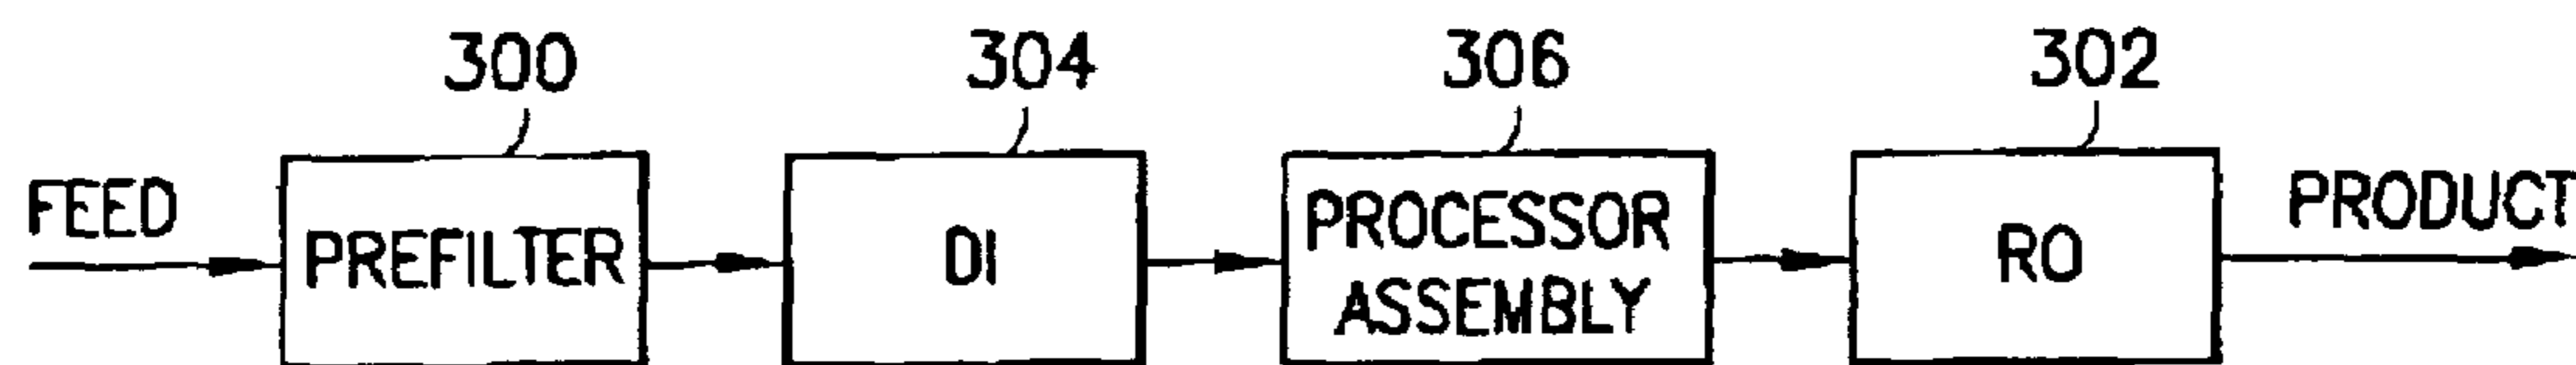 300 304 306 302
FEED PREFILTER DI PROCESSOR ASSEMBLY RO PRODUCT